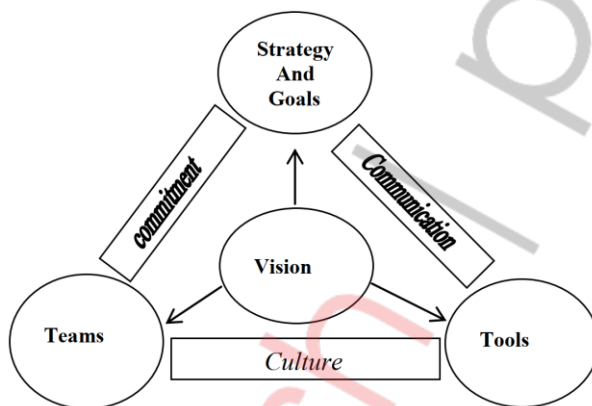 Strategy
And
Goals
commitment
Communication
Vision
Teams
Tools
Culture